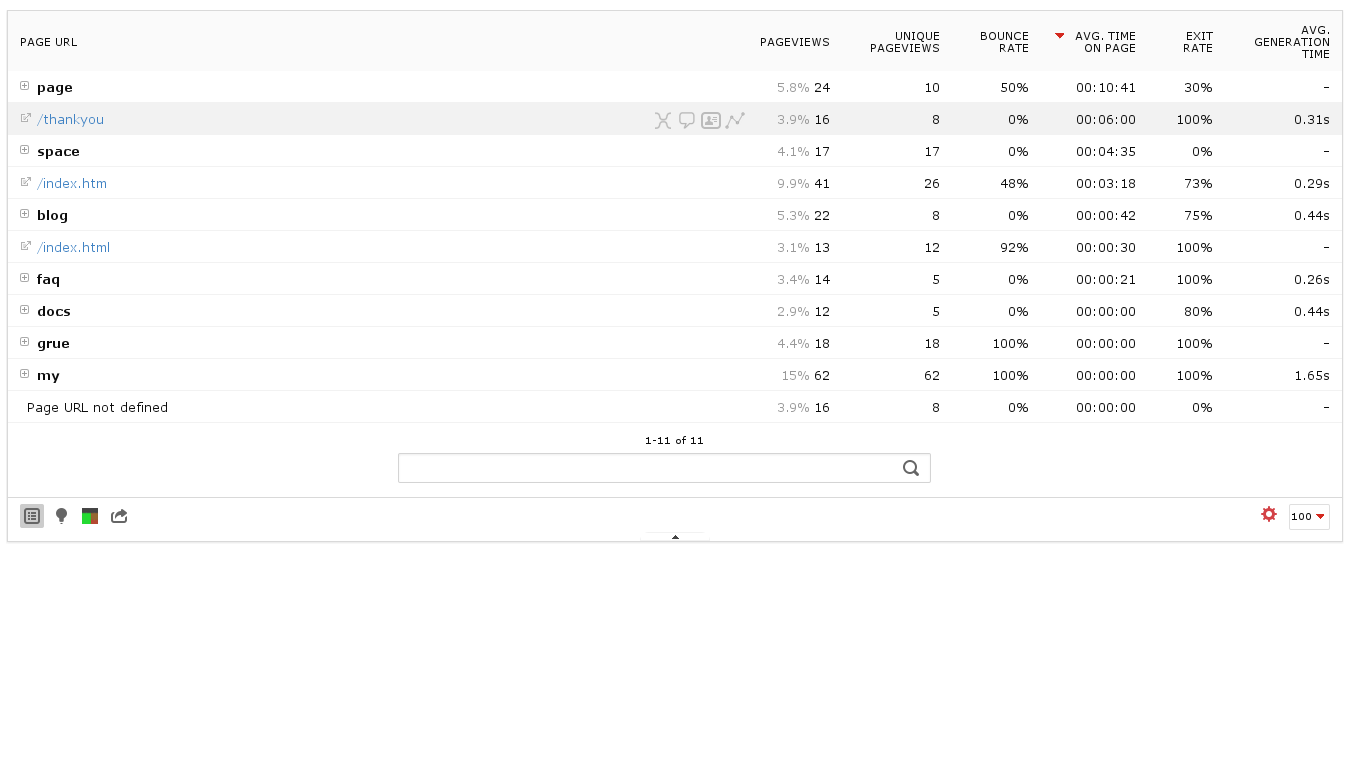 PAGE URL PAGEVIEWS UNIQUE PAGEVIEWS BOUNCE RATE AVG. TIME ON PAGE EXIT RATE AVG. GENERATION TIME
page 5.8% 24 10 50% 00:10:41 30% -
/thankyou 3.9% 16 8 0% 00:06:00 100% 0.31s
space 4.1% 17 17 0% 00:04:35 0% -
/index.htm 9.9% 41 26 48% 00:03:18 73% 0.29s
blog 5.3% 22 8 0% 00:00:42 75% 0.44s
/index.html 3.1% 13 12 92% 00:00:30 100% -
faq 3.4% 14 5 0% 00:00:21 100% 0.26s
docs 2.9% 12 5 0% 00:00:00 80% 0.44s
grue 4.4% 18 18 100% 00:00:00 100% -
my 15% 62 62 100% 00:00:00 100% 1.65s
Page URL not defined 3.9% 16 8 0% 00:00:00 0% -
1-11 of 11
100